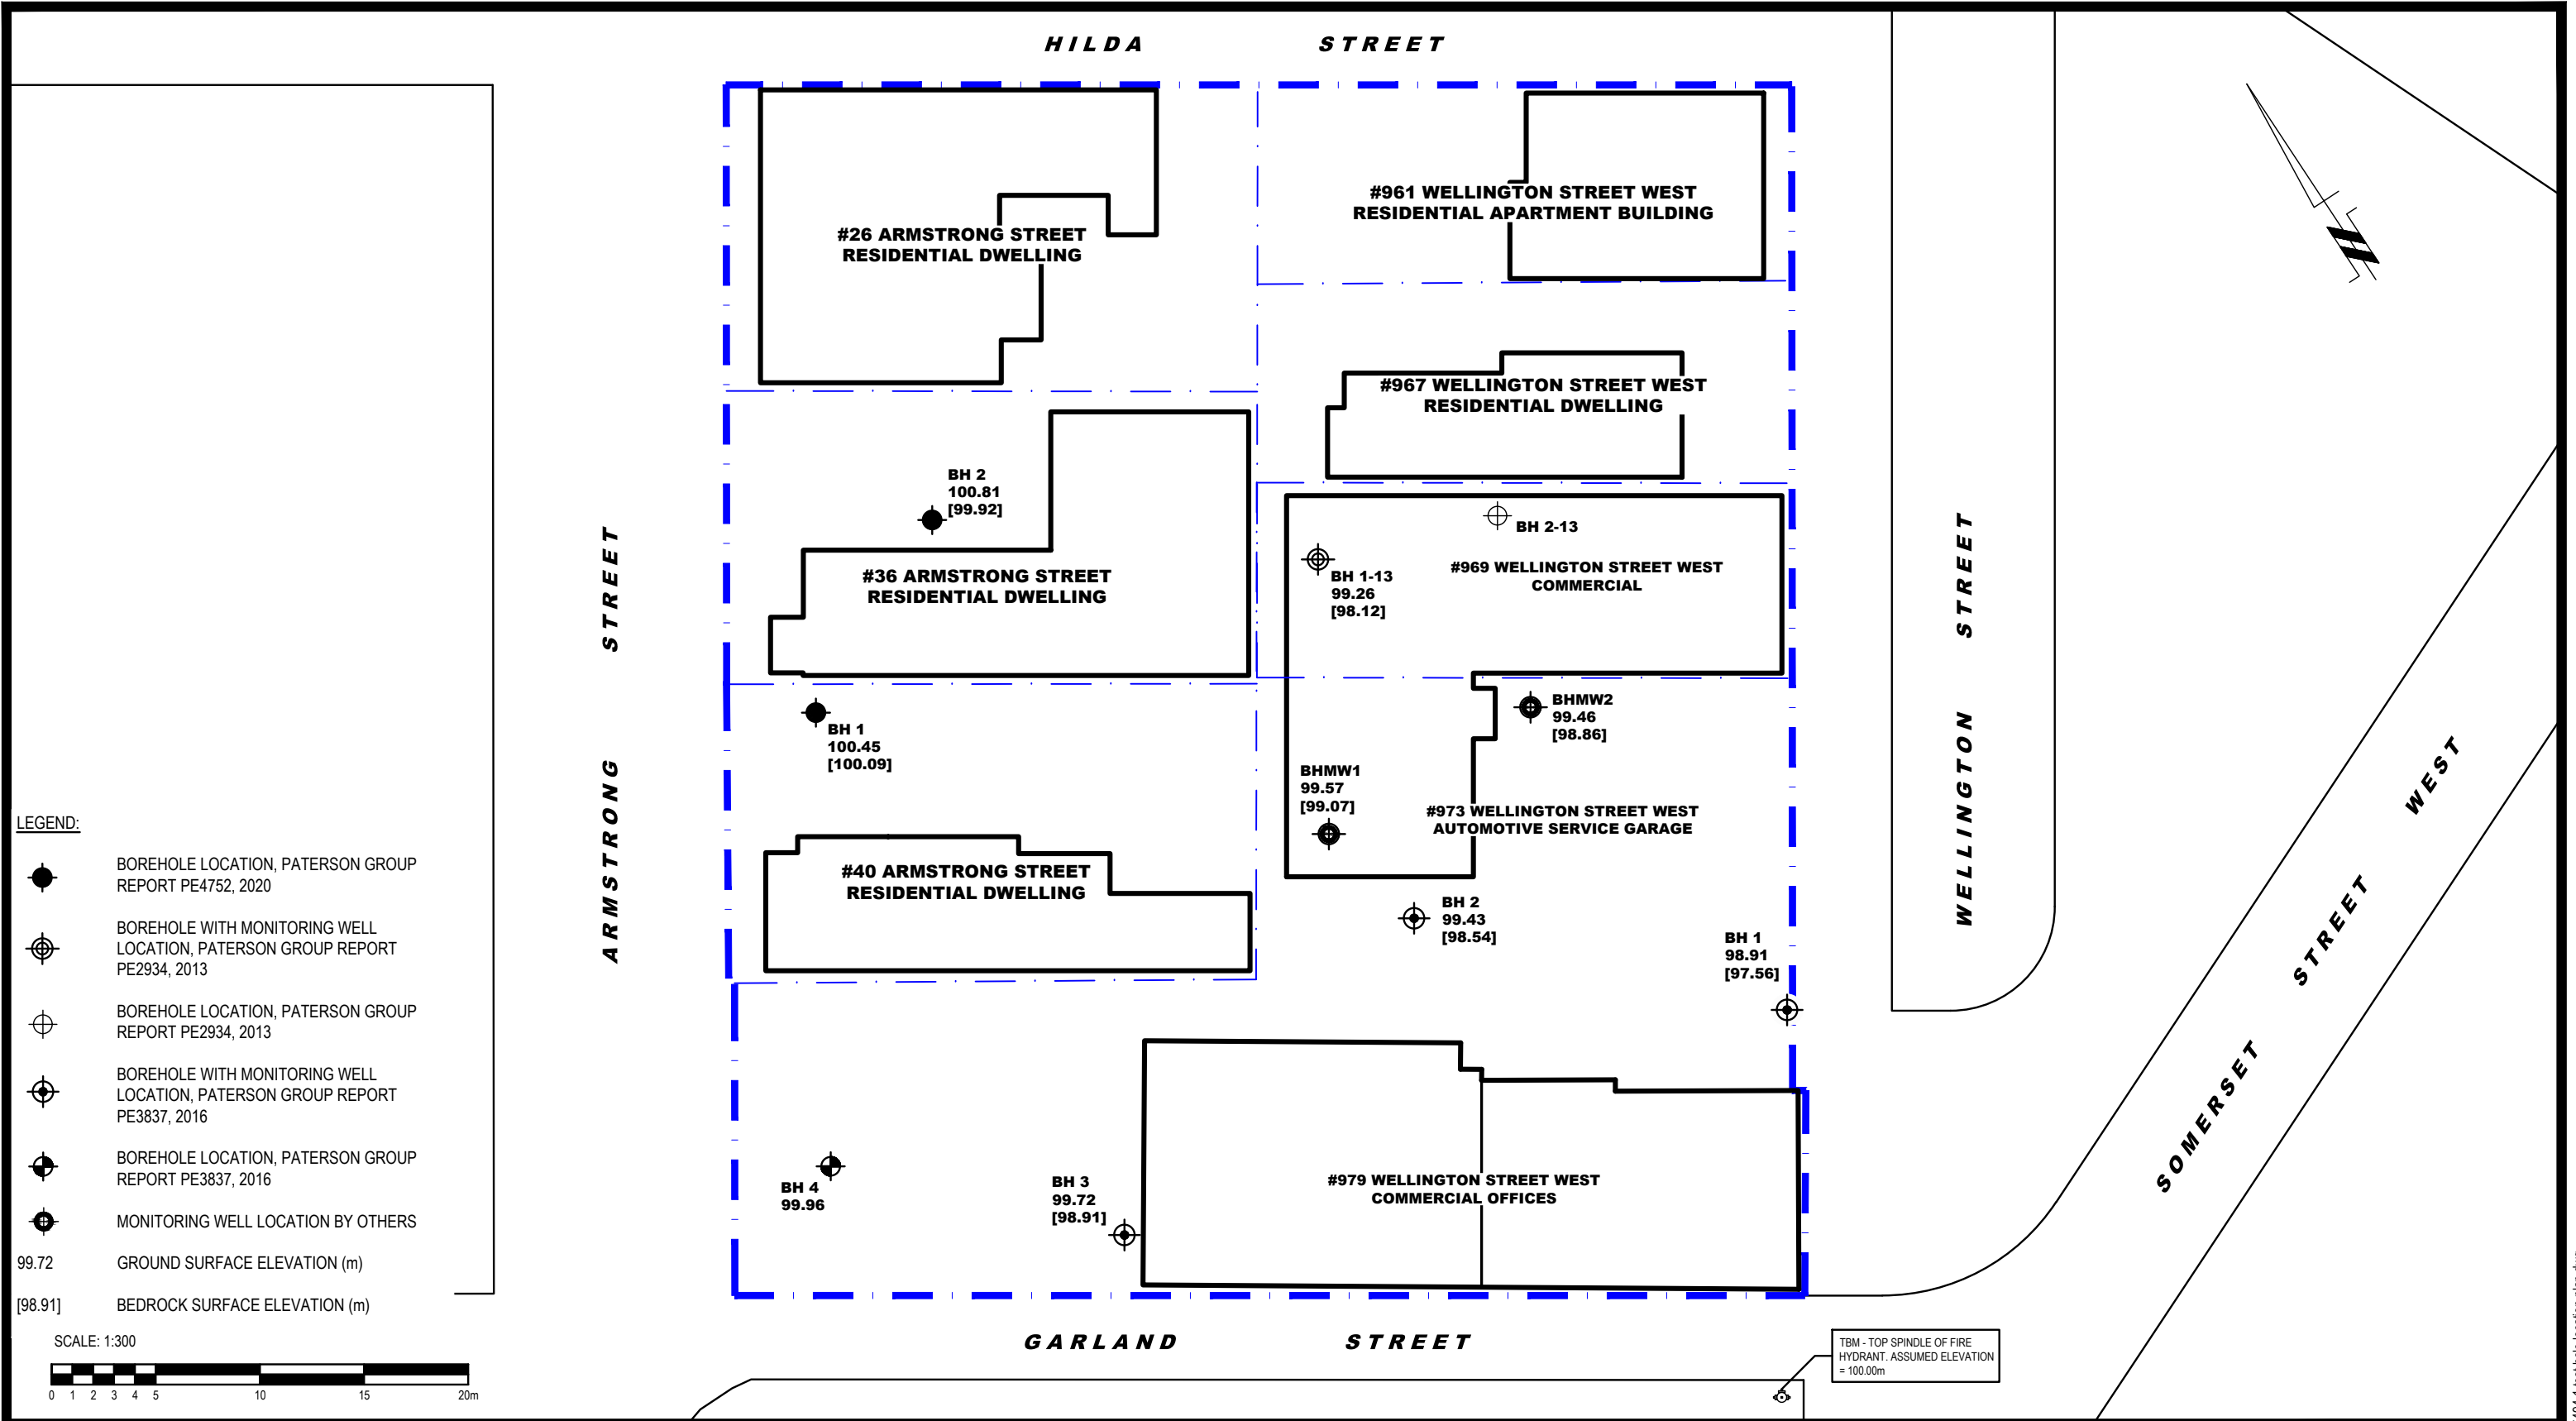 HILDA STREET
#26 ARMSTRONG STREET
RESIDENTIAL DWELLING
#961 WELLINGTON STREET WEST
RESIDENTIAL APARTMENT BUILDING
#967 WELLINGTON STREET WEST
RESIDENTIAL DWELLING
BH 2
100.81
[99.92]
#36 ARMSTRONG STREET
RESIDENTIAL DWELLING
BH 2-13
BH 1-13
99.26
[98.12]
#969 WELLINGTON STREET WEST
COMMERCIAL
BH 1
100.45
[100.09]
BHMW2
99.46
[98.86]
BHMW1
99.57
[99.07]
#973 WELLINGTON STREET WEST
AUTOMOTIVE SERVICE GARAGE
#40 ARMSTRONG STREET
RESIDENTIAL DWELLING
BH 2
99.43
[98.54]
BH 1
98.91
[97.56]
BH 4
99.96
BH 3
99.72
[98.91]
#979 WELLINGTON STREET WEST
COMMERCIAL OFFICES
ARMSTRONG STREET
WELLINGTON STREET
SOMERSET STREET WEST
GARLAND STREET
TBM - TOP SPINDLE OF FIRE
HYDRANT. ASSUMED ELEVATION
= 100.00m
LEGEND:
BOREHOLE LOCATION, PATERSON GROUP
REPORT PE4752, 2020
BOREHOLE WITH MONITORING WELL
LOCATION, PATERSON GROUP REPORT
PE2934, 2013
BOREHOLE LOCATION, PATERSON GROUP
REPORT PE2934, 2013
BOREHOLE WITH MONITORING WELL
LOCATION, PATERSON GROUP REPORT
PE3837, 2016
BOREHOLE LOCATION, PATERSON GROUP
REPORT PE3837, 2016
MONITORING WELL LOCATION BY OTHERS
99.72 GROUND SURFACE ELEVATION (m)
[98.91] BEDROCK SURFACE ELEVATION (m)
SCALE: 1:300
0 1 2 3 4 5 10 15 20m